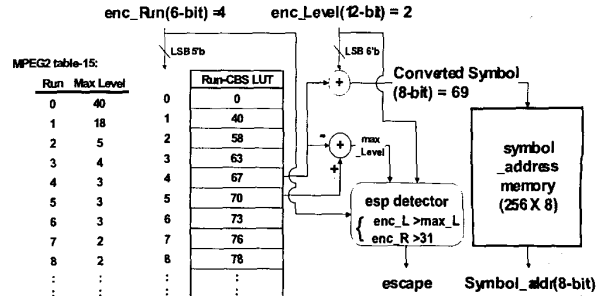 enc_Run(6-bit) =4
enc_Level(12-bit) = 2
LSB 5'b
LSB 6'b
MPEG2 table-15:
Run Max Level
0 40
1 18
2 5
3 4
4 3
5 3
6 3
7 2
8 2
: :
Run-CBS LUT
0 0
1 40
2 58
3 63
4 67
5 70
6 73
7 76
8 78
: :
+
Converted Symbol
(8-bit) = 69
-
+
+
max
_Level
esp detector
{ enc_L >max_L
enc_R >31
escape
symbol
_address
memory
(256 X 8)
Symbol_addr(8-bit)